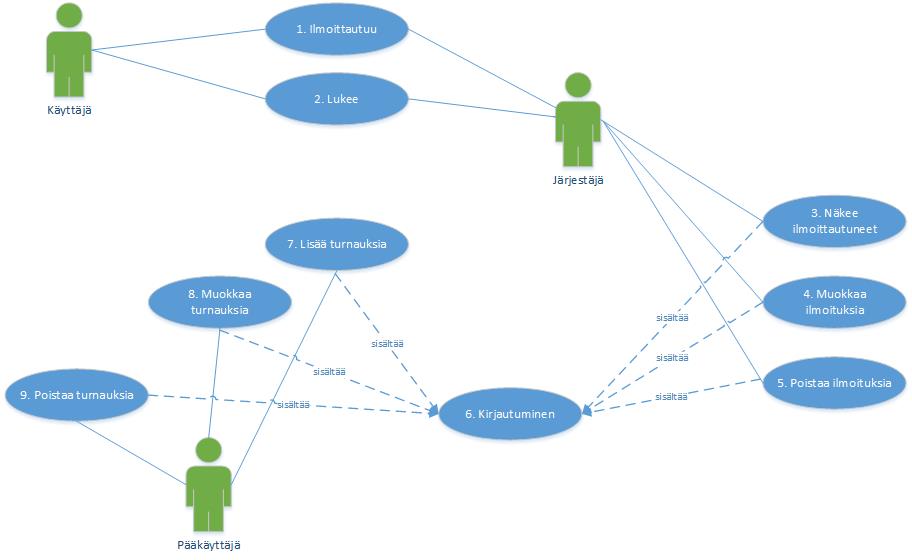 1. Ilmoittautuu
2. Lukee
Käyttäjä
Järjestäjä
3. Näkee
ilmoittautuneet
7. Lisää turnauksia
8. Muokkaa
turnauksia
4. Muokkaa
ilmoituksia
sisältää
sisältää
sisältää
sisältää
9. Poistaa turnauksia
5. Poistaa ilmoituksia
sisältää
sisältää
6. Kirjautuminen
Pääkäyttäjä